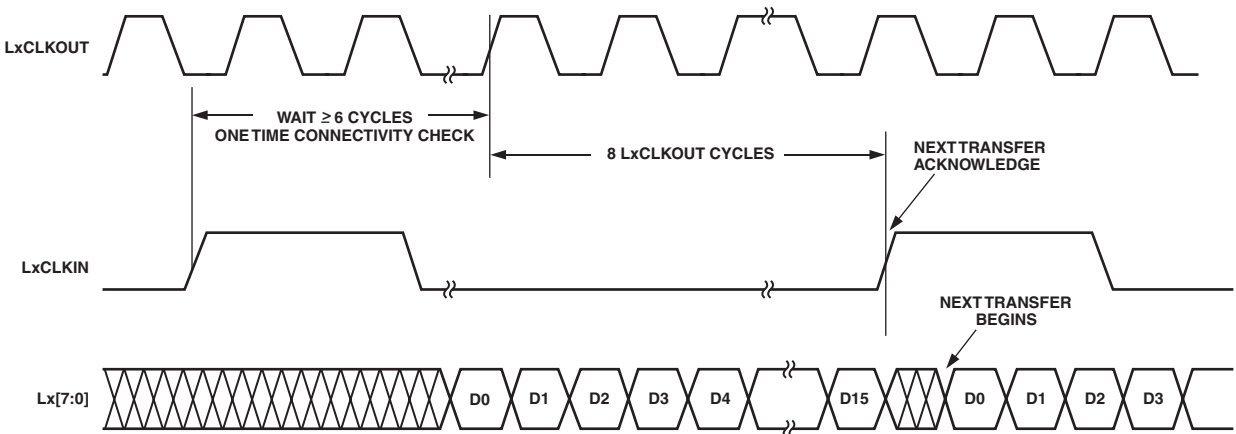 LxCLKOUT
WAIT ≥ 6 CYCLES
ONE TIME CONNECTIVITY CHECK
8 LxCLKOUT CYCLES
NEXT TRANSFER
ACKNOWLEDGE
LxCLKIN
NEXT TRANSFER
BEGINS
Lx[7:0]
D0 D1 D2 D3 D4 D15 D0 D1 D2 D3